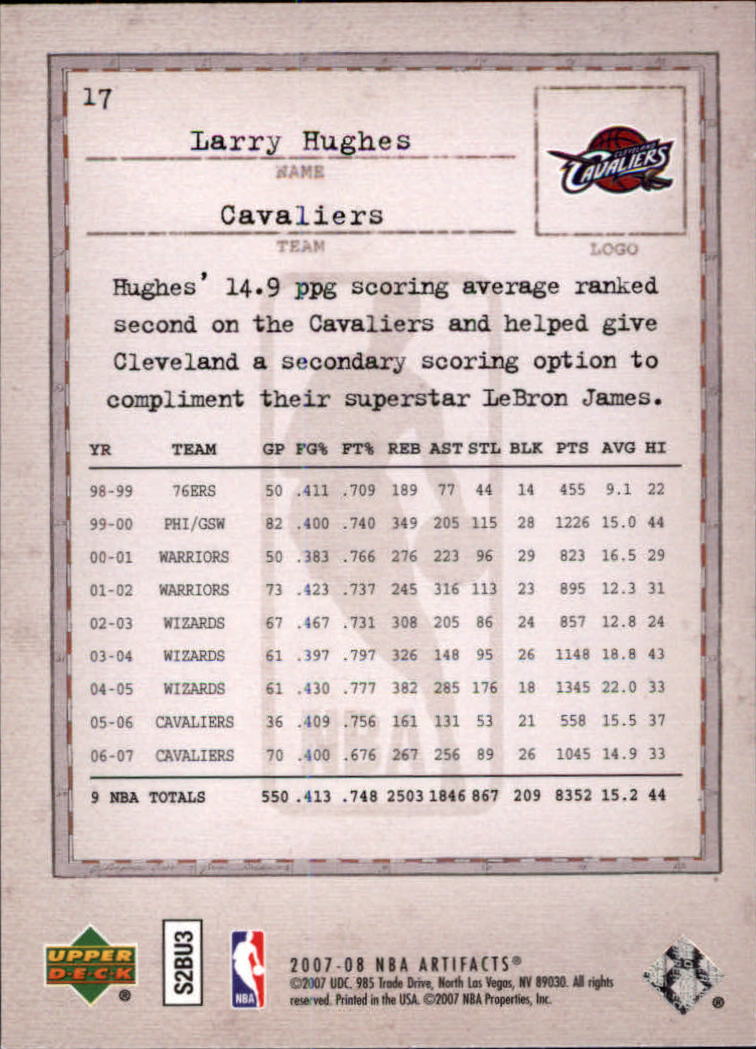 17
Larry Hughes
NAME
Cavaliers
TEAM
CLEVELAND
CAVALIERS
LOGO
Hughes' 14.9 ppg scoring average ranked
second on the Cavaliers and helped give
Cleveland a secondary scoring option to
compliment their superstar LeBron James.
YR TEAM GP FG% FT% REB AST STL BLK PTS AVG HI
98-99 76ERS 50 .411 .709 189 77 44 14 455 9.1 22
99-00 PHI/GSW 82 .400 .740 349 205 115 28 1226 15.0 44
00-01 WARRIORS 50 .383 .766 276 223 96 29 823 16.5 29
01-02 WARRIORS 73 .423 .737 245 316 113 23 895 12.3 31
02-03 WIZARDS 67 .467 .731 308 205 86 24 857 12.8 24
03-04 WIZARDS 61 .397 .797 326 148 95 26 1148 18.8 43
04-05 WIZARDS 61 .430 .777 382 285 176 18 1345 22.0 33
05-06 CAVALIERS 36 .409 .756 161 131 53 21 558 15.5 37
06-07 CAVALIERS 70 .400 .676 267 256 89 26 1045 14.9 33
9 NBA TOTALS 550 .413 .748 2503 1846 867 209 8352 15.2 44
NBA
UPPER
DECK®
S2BU3
NBA
2007-08 NBA ARTIFACTS®
©2007 UDC. 985 Trade Drive, North Las Vegas, NV 89030. All rights
reserved. Printed in the USA. ©2007 NBA Properties, Inc.
®